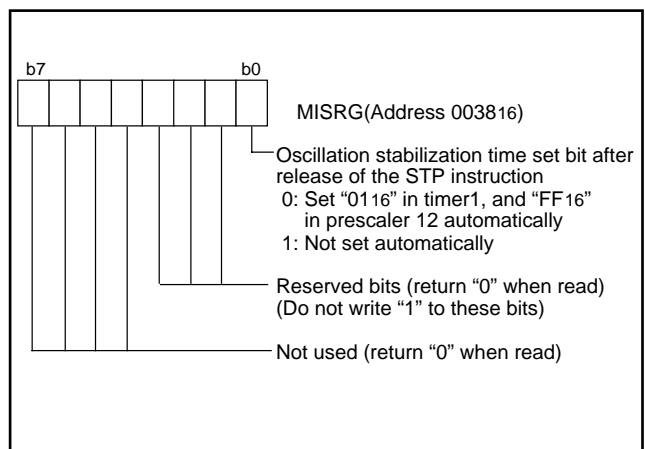 b7 b0
MISRG(Address 003816)
Oscillation stabilization time set bit after
release of the STP instruction
0: Set “0116” in timer1, and “FF16”
in prescaler 12 automatically
1: Not set automatically
Reserved bits (return “0” when read)
(Do not write “1” to these bits)
Not used (return “0” when read)